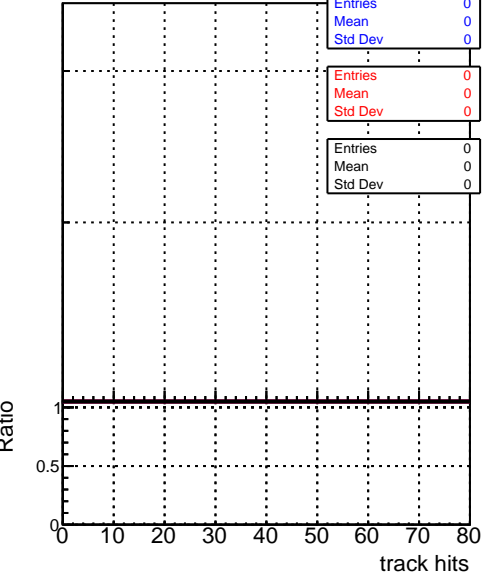 Entries 0
Mean 0
Std Dev 0
Entries 0
Mean 0
Std Dev 0
Entries 0
Mean 0
Std Dev 0
1
Ratio
0.5
0
0 10 20 30 40 50 60 70 80
track hits